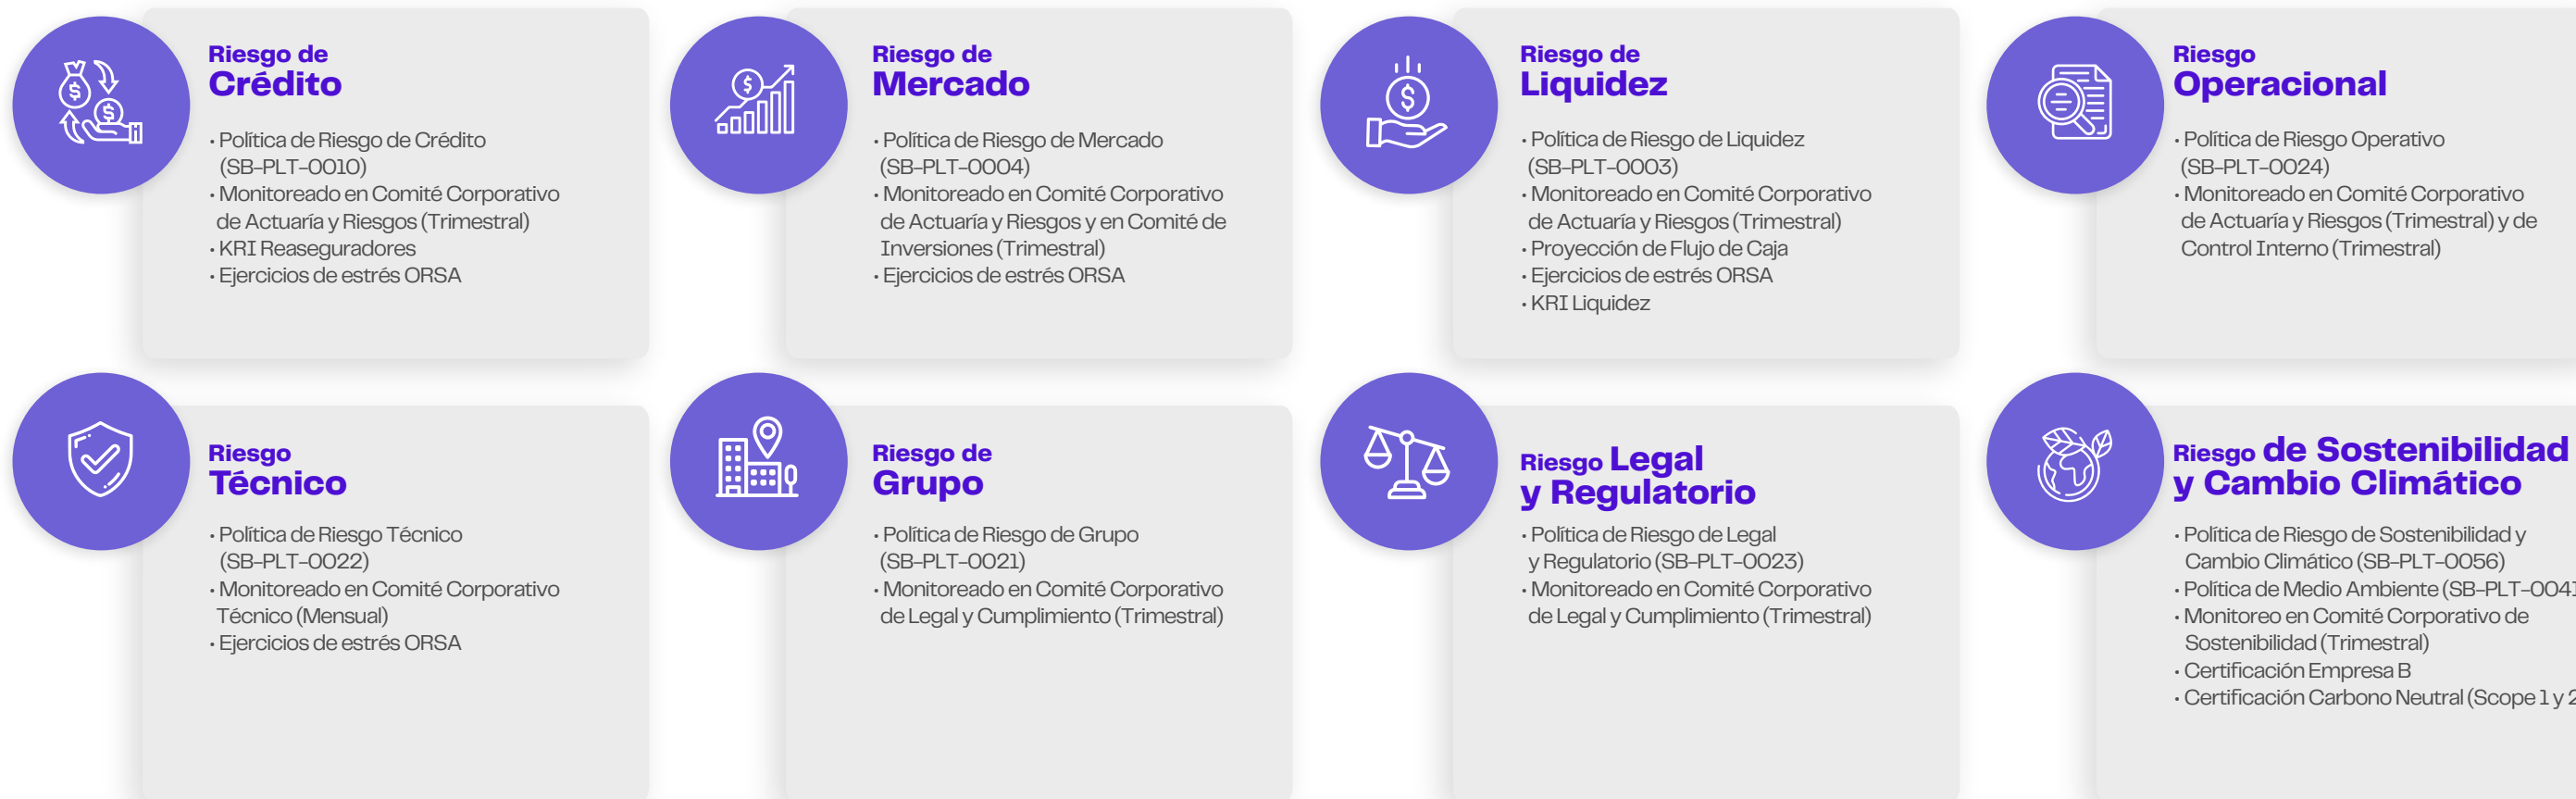 Riesgo de
Crédito
· Política de Riesgo de Crédito
(SB-PLT-0010)
· Monitoreado en Comité Corporativo
de Actuaría y Riesgos (Trimestral)
· KRI Reaseguradores
· Ejercicios de estrés ORSA
Riesgo de
Mercado
· Política de Riesgo de Mercado
(SB-PLT-0004)
· Monitoreado en Comité Corporativo
de Actuaría y Riesgos y en Comité de
Inversiones (Trimestral)
· Ejercicios de estrés ORSA
Riesgo de
Liquidez
· Política de Riesgo de Liquidez
(SB-PLT-0003)
· Monitoreado en Comité Corporativo
de Actuaría y Riesgos (Trimestral)
· Proyección de Flujo de Caja
· Ejercicios de estrés ORSA
· KRI Liquidez
Riesgo
Operacional
· Política de Riesgo Operativo
(SB-PLT-0024)
· Monitoreado en Comité Corporativo
de Actuaría y Riesgos (Trimestral) y de
Control Interno (Trimestral)
Riesgo
Técnico
· Política de Riesgo Técnico
(SB-PLT-0022)
· Monitoreado en Comité Corporativo
Técnico (Mensual)
· Ejercicios de estrés ORSA
Riesgo de
Grupo
· Política de Riesgo de Grupo
(SB-PLT-0021)
· Monitoreado en Comité Corporativo
de Legal y Cumplimiento (Trimestral)
Riesgo Legal
y Regulatorio
· Política de Riesgo de Legal
y Regulatorio (SB-PLT-0023)
· Monitoreado en Comité Corporativo
de Legal y Cumplimiento (Trimestral)
Riesgo de Sostenibilidad
y Cambio Climático
· Política de Riesgo de Sostenibilidad y
Cambio Climático (SB-PLT-0056)
· Política de Medio Ambiente (SB-PLT-0041
· Monitoreo en Comité Corporativo de
Sostenibilidad (Trimestral)
· Certificación Empresa B
· Certificación Carbono Neutral (Scope 1 y 2